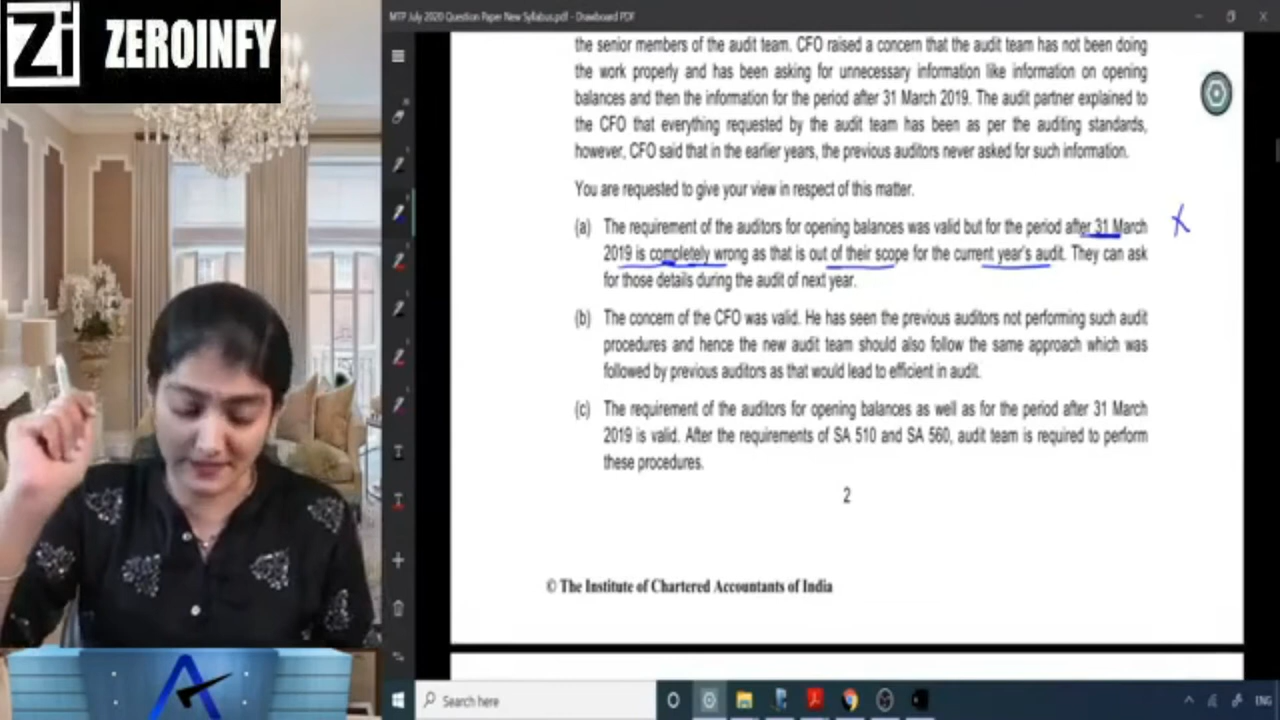 Zi ZEROINFY
MTP July 2020 Question Paper New Syllabus.pdf - Drawboard PDF
the senior members of the audit team. CFO raised a concern that the audit team has not been doing
the work properly and has been asking for unnecessary information like information on opening
balances and then the information for the period after 31 March 2019. The audit partner explained to
the CFO that everything requested by the audit team has been as per the auditing standards,
however, CFO said that in the earlier years, the previous auditors never asked for such information.
You are requested to give your view in respect of this matter.
(a) The requirement of the auditors for opening balances was valid but for the period after 31 March
2019 is completely wrong as that is out of their scope for the current year's audit. They can ask
for those details during the audit of next year.
(b) The concern of the CFO was valid. He has seen the previous auditors not performing such audit
procedures and hence the new audit team should also follow the same approach which was
followed by previous auditors as that would lead to efficient in audit.
(c) The requirement of the auditors for opening balances as well as for the period after 31 March
2019 is valid. After the requirements of SA 510 and SA 560, audit team is required to perform
these procedures.
2
© The Institute of Chartered Accountants of India
Search here
ENG